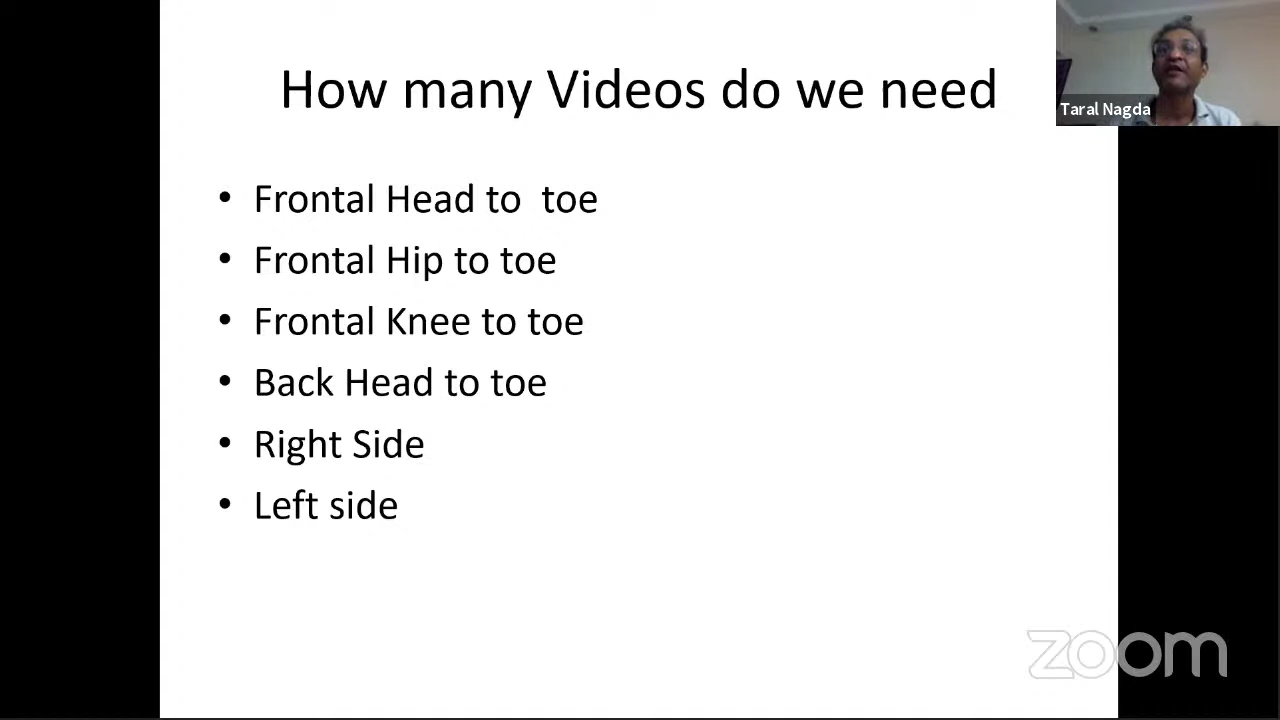 How many Videos do we need
Taral Nagda
• Frontal Head to  toe
• Frontal Hip to toe
• Frontal Knee to toe
• Back Head to toe
• Right Side
• Left side
zoom